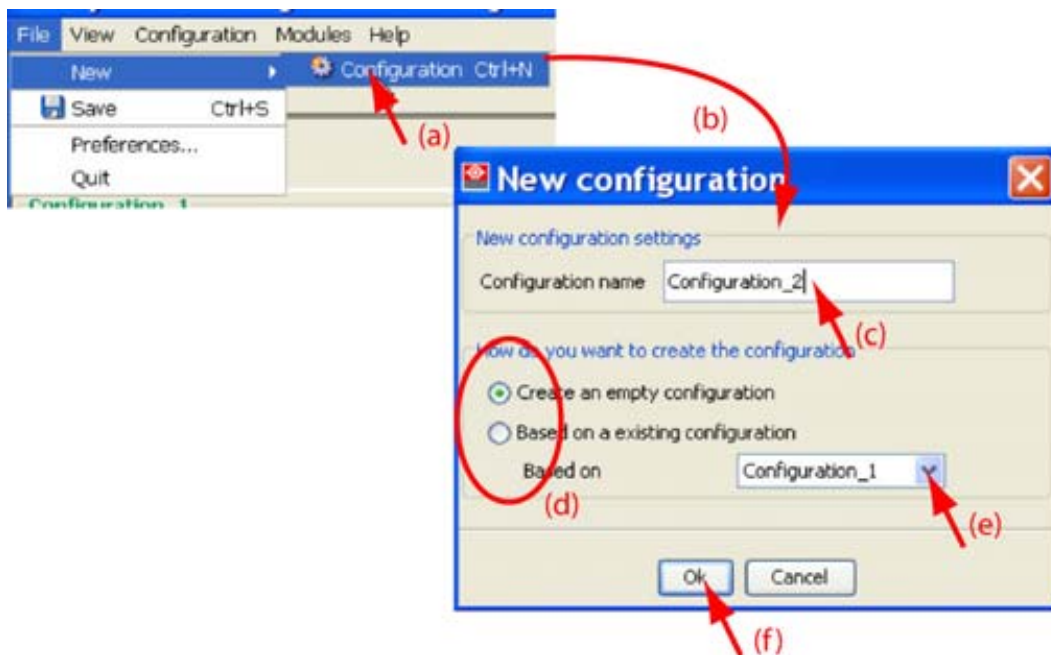 File View Configuration Modules Help
New Configuration Ctrl+N
Save Ctrl+S
(a)
Preferences...
Quit
Configuration_1
(b)
New configuration
New configuration settings
Configuration name Configuration_2
(c)
How do you want to create the configuration
Create an empty configuration
Based on a existing configuration
Based on Configuration_1
(d)
(e)
Ok Cancel
(f)